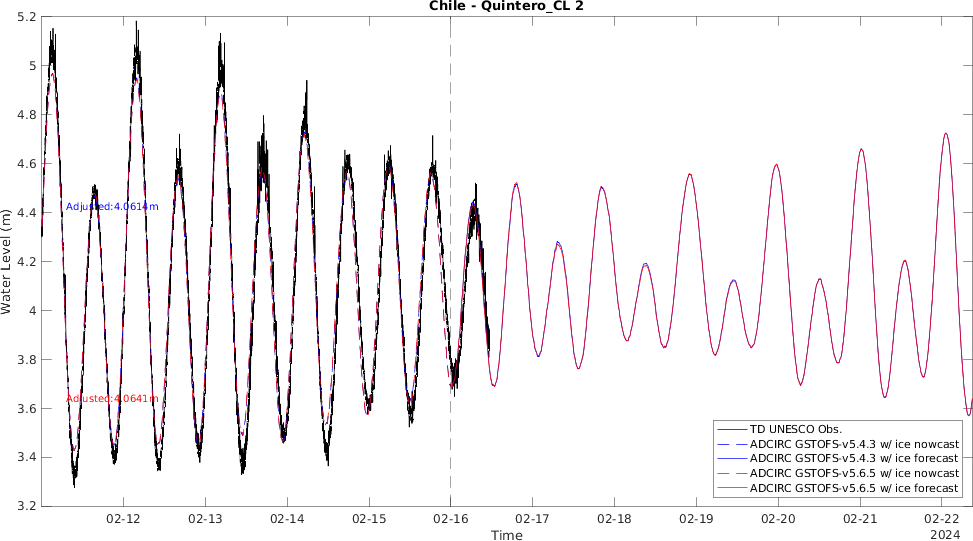 Chile - Quintero_CL 2
5.2
5
4.8
4.6
4.4
4.2
4
3.8
3.6
3.4
3.2
Water Level (m)
Adjusted:4.0614m
Adjusted:4.0641m
TD UNESCO Obs.
ADCIRC GSTOFS-v5.4.3 w/ ice nowcast
ADCIRC GSTOFS-v5.4.3 w/ ice forecast
ADCIRC GSTOFS-v5.6.5 w/ ice nowcast
ADCIRC GSTOFS-v5.6.5 w/ ice forecast
02-12 02-13 02-14 02-15 02-16 02-17 02-18 02-19 02-20 02-21 02-22
Time
2024